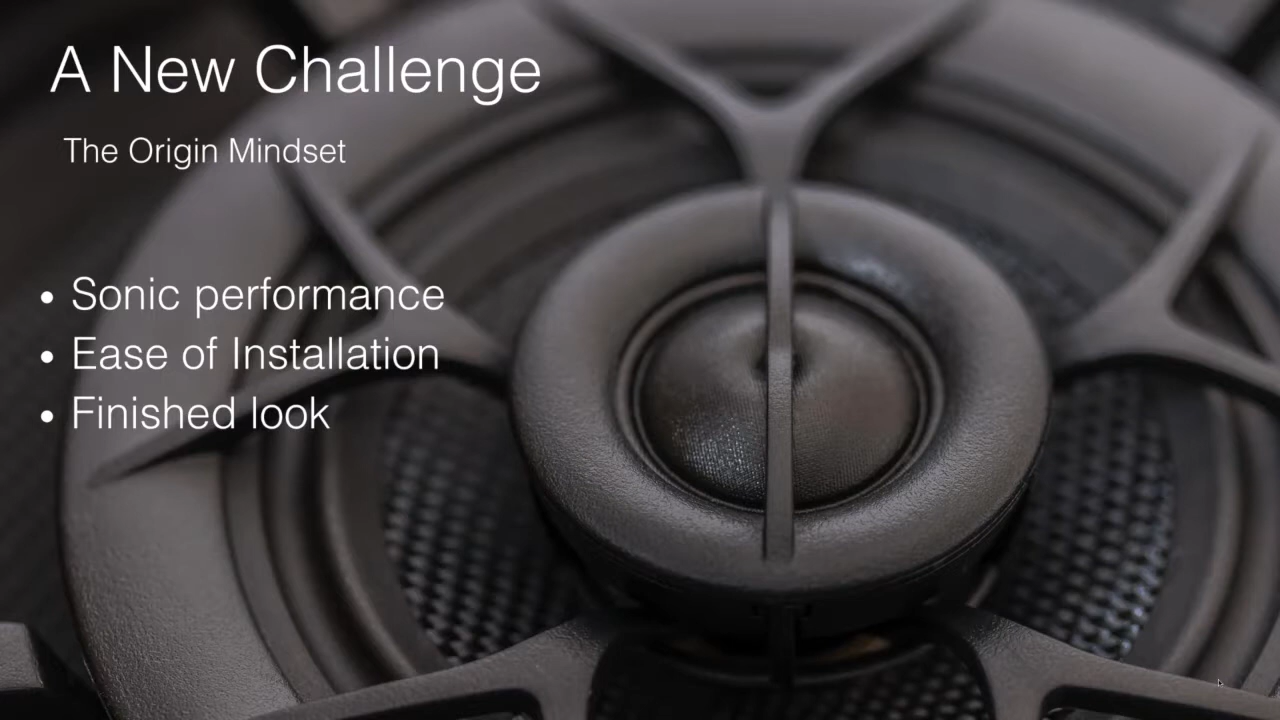 A New Challenge
The Origin Mindset
• Sonic performance
• Ease of Installation
• Finished look